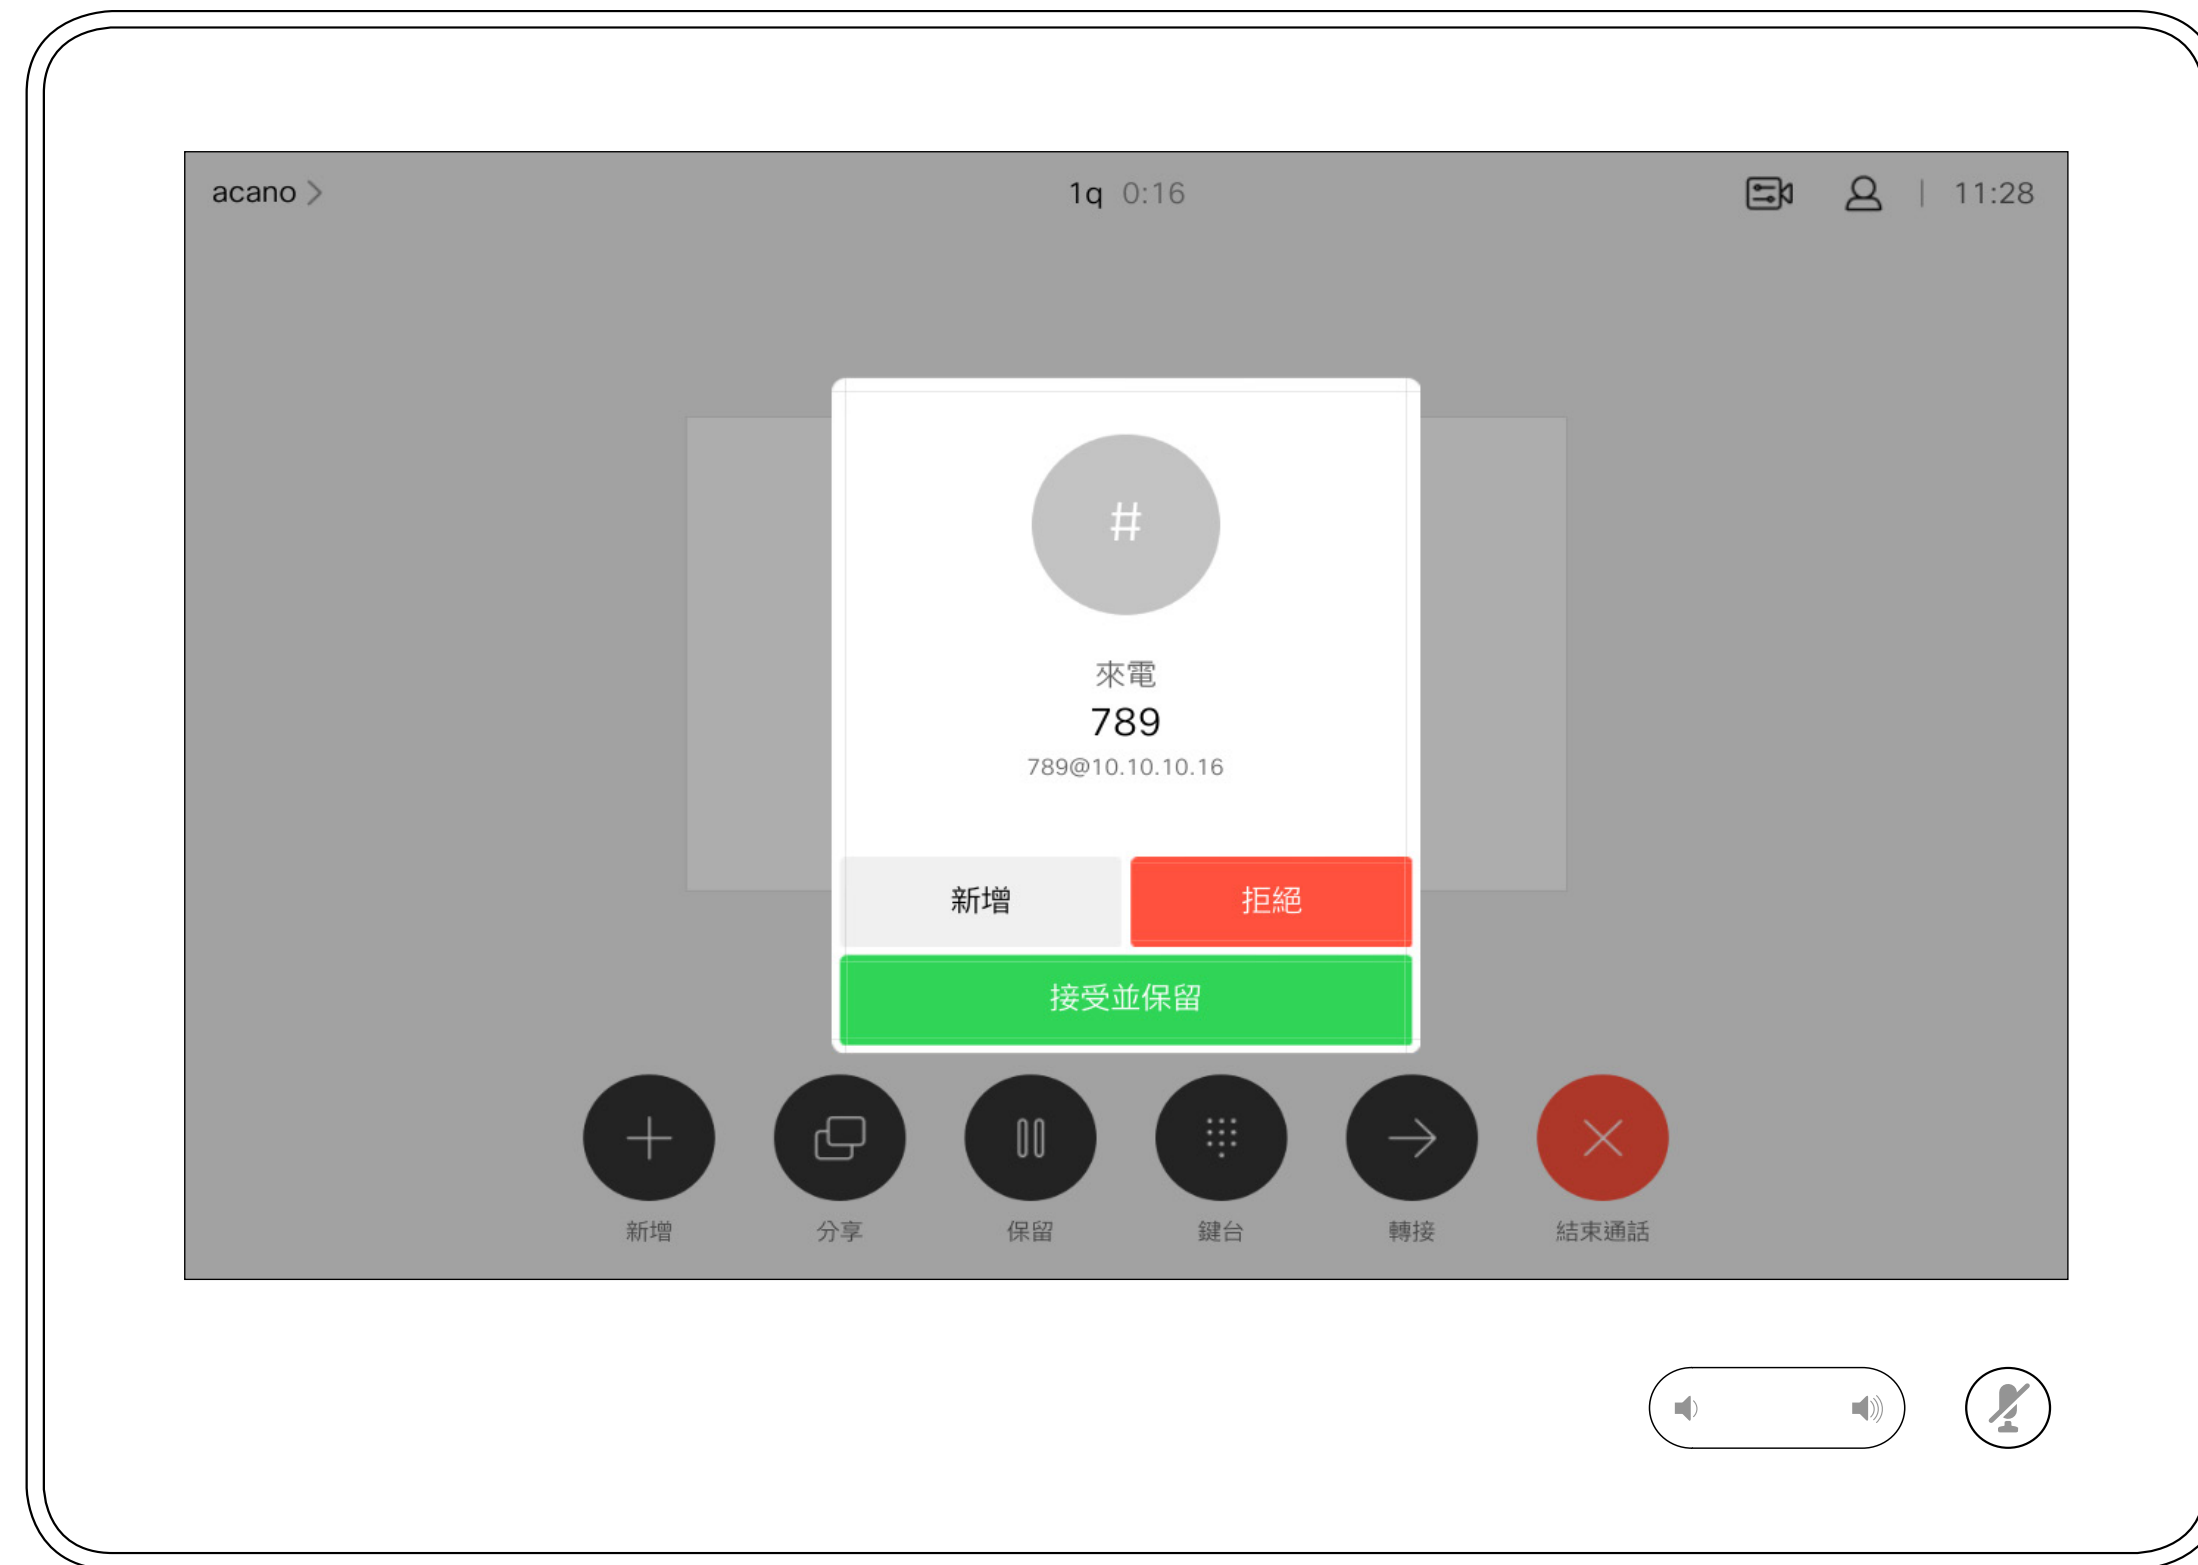 acano
1q 0:16
11:28
#
來電
789
789@10.10.10.16
新增
拒絕
接受並保留
新增
分享
保留
鍵台
轉接
結束通話